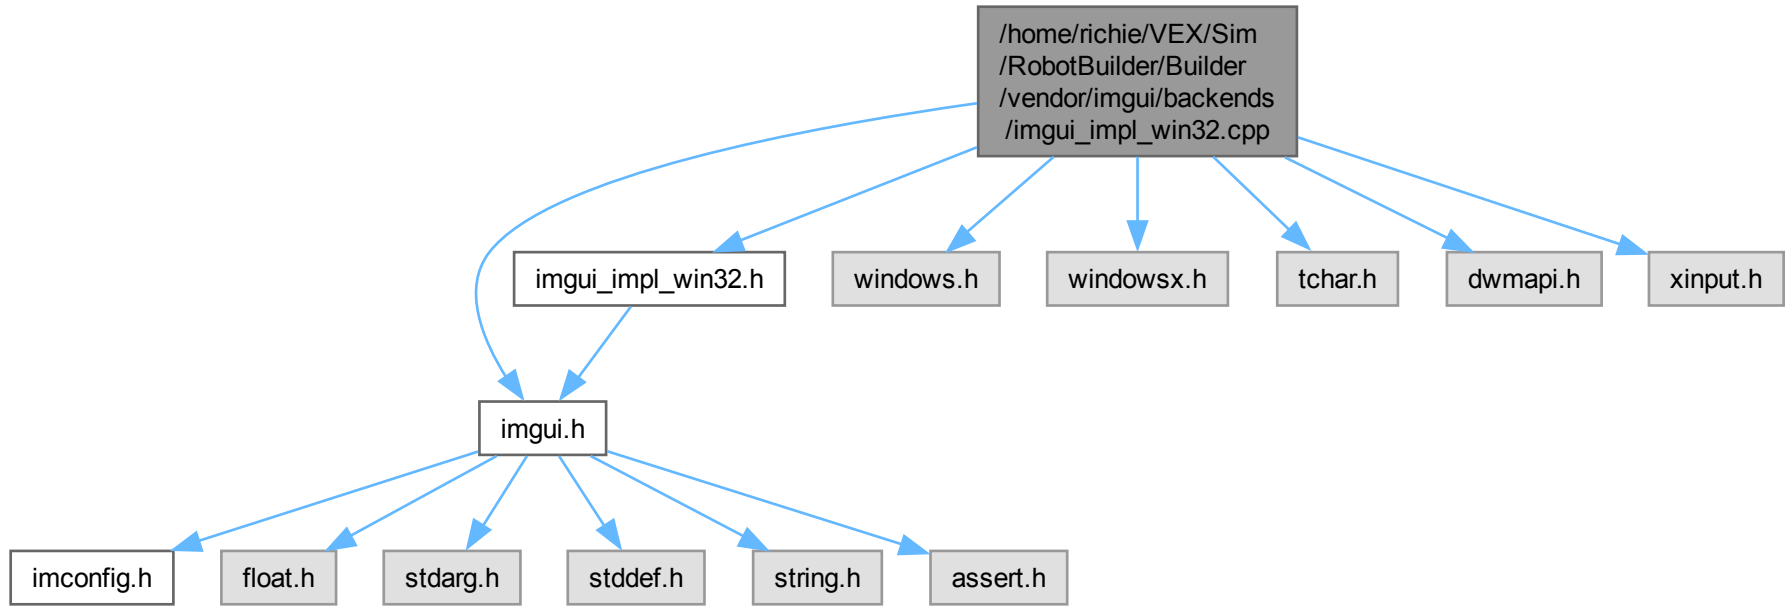 /home/richie/VEX/Sim
/RobotBuilder/Builder
/vendor/imgui/backends
/imgui_impl_win32.cpp
imgui_impl_win32.h
windows.h
windowsx.h
tchar.h
dwmapi.h
xinput.h
imgui.h
imconfig.h
float.h
stdarg.h
stddef.h
string.h
assert.h